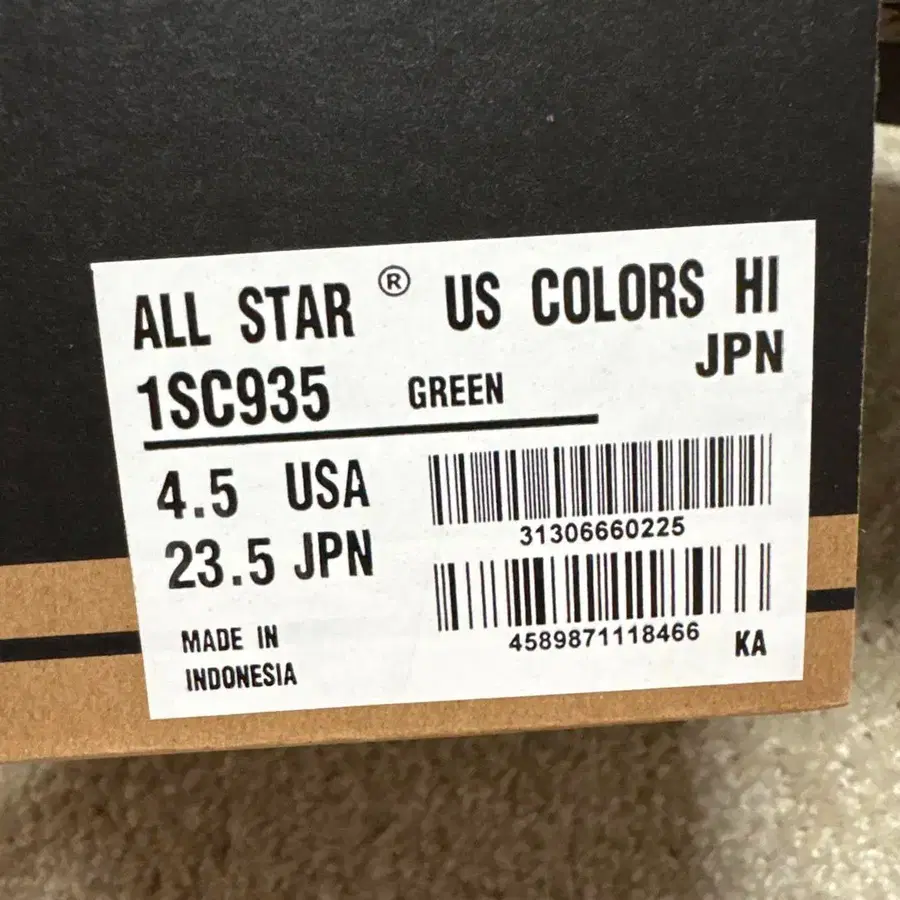 ALL STAR ® US COLORS HI
JPN
1SC935 GREEN
4.5 USA
23.5 JPN
31306660225
4589871118466
MADE IN
INDONESIA
KA